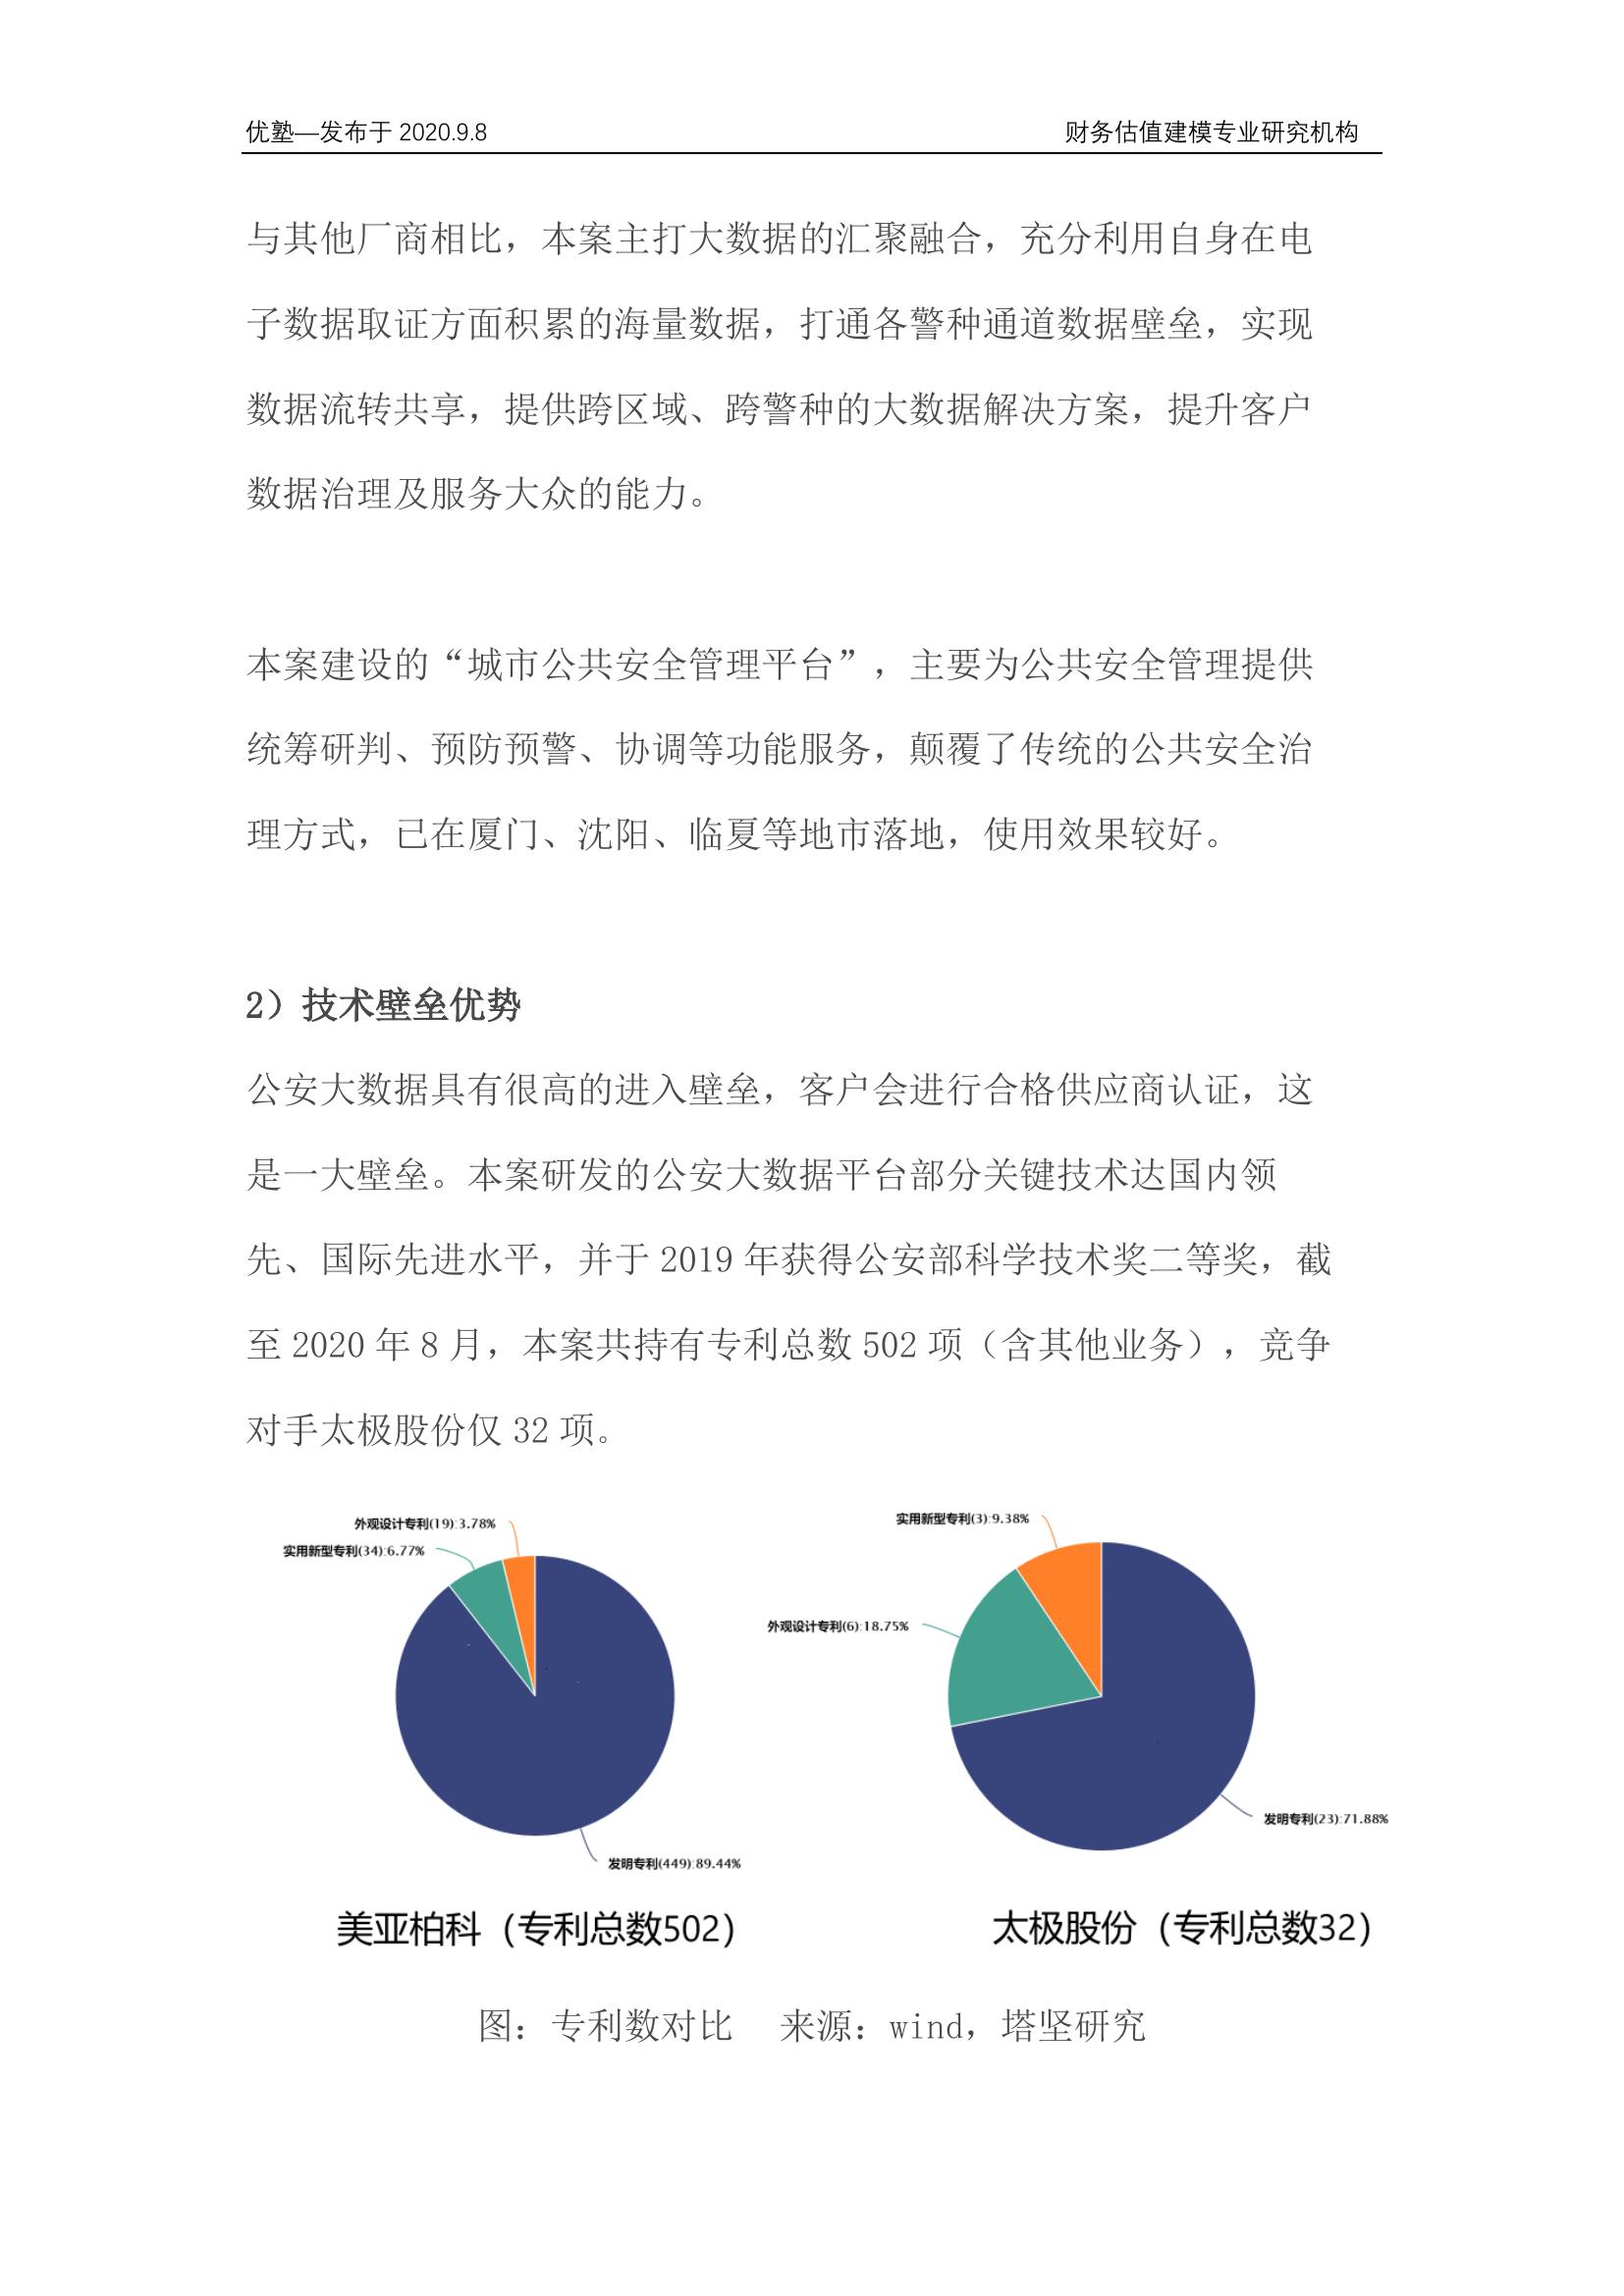 优塾—发布于 2020.9.8
财务估值建模专业研究机构
与其他厂商相比，本案主打大数据的汇聚融合，充分利用自身在电
子数据取证方面积累的海量数据，打通各警种通道数据壁垒，实现
数据流转共享，提供跨区域、跨警种的大数据解决方案，提升客户
数据治理及服务大众的能力。
本案建设的“城市公共安全管理平台”，主要为公共安全管理提供
统筹研判、预防预警、协调等功能服务，颠覆了传统的公共安全治
理方式，已在厦门、沈阳、临夏等地市落地，使用效果较好。
2）技术壁垒优势
公安大数据具有很高的进入壁垒，客户会进行合格供应商认证，这
是一大壁垒。本案研发的公安大数据平台部分关键技术达国内领
先、国际先进水平，并于 2019 年获得公安部科学技术奖二等奖，截
至 2020 年 8 月，本案共持有专利总数 502 项（含其他业务），竞争
对手太极股份仅 32 项。
外观设计专利(19):3.78%
实用新型专利(34):6.77%
发明专利(449):89.44%
美亚柏科（专利总数502）
实用新型专利(3):9.38%
外观设计专利(6):18.75%
发明专利(23):71.88%
太极股份（专利总数32）
图：专利数对比 来源：wind，塔坚研究